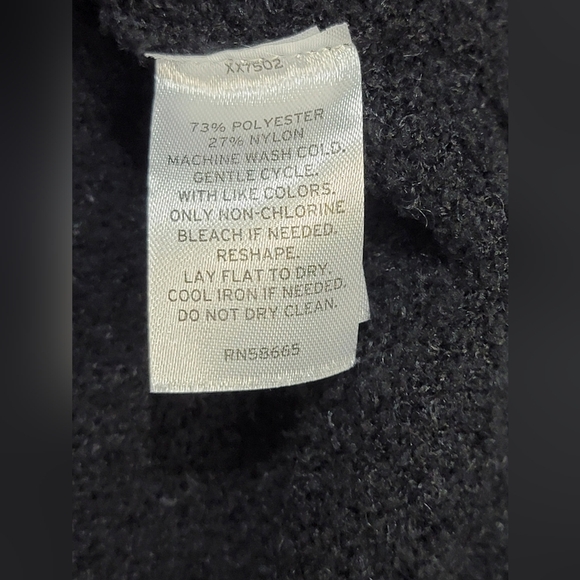 XX7502
73% POLYESTER
27% NYLON
MACHINE WASH COLD.
GENTLE CYCLE.
WITH LIKE COLORS.
ONLY NON-CHLORINE
BLEACH IF NEEDED.
RESHAPE.
LAY FLAT TO DRY.
COOL IRON IF NEEDED.
DO NOT DRY CLEAN.
RN58665